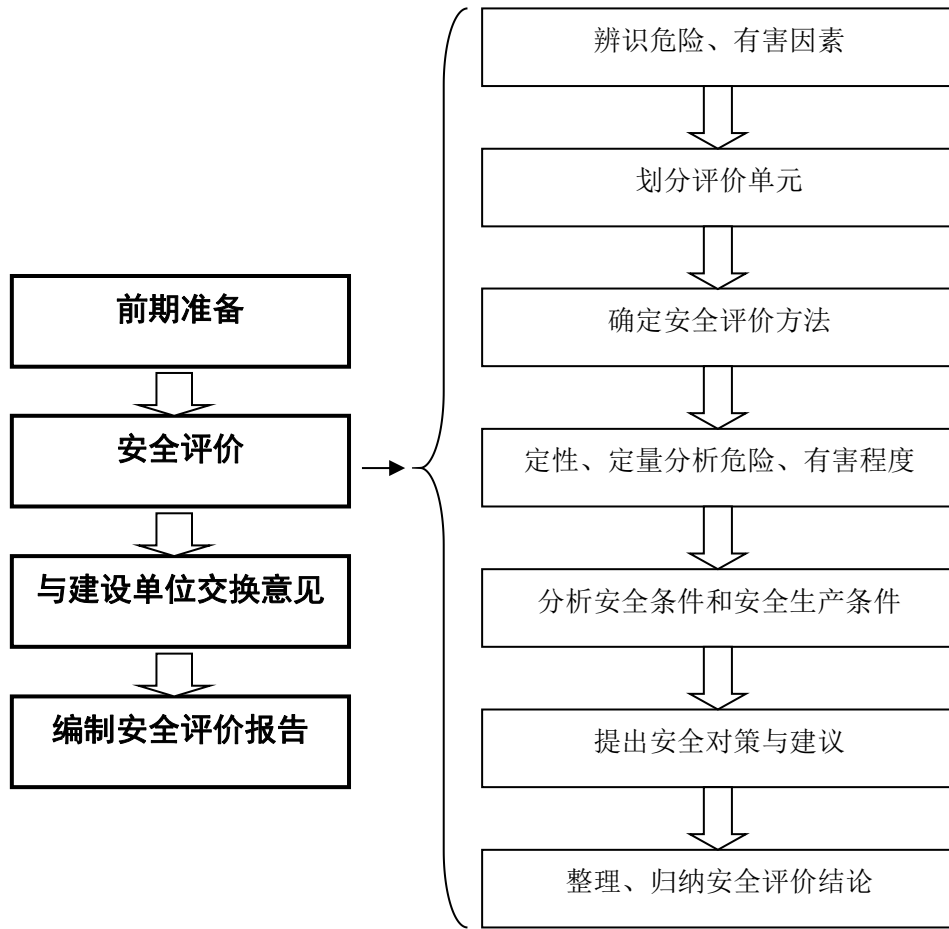 前期准备
安全评价
与建设单位交换意见
编制安全评价报告
辨识危险、有害因素
划分评价单元
确定安全评价方法
定性、定量分析危险、有害程度
分析安全条件和安全生产条件
提出安全对策与建议
整理、归纳安全评价结论